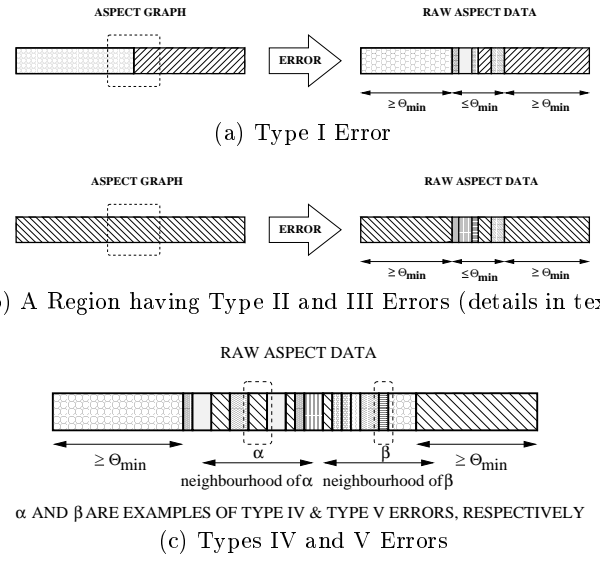 ASPECT GRAPH RAW ASPECT DATA
ERROR
≥ Θmin ≤Θmin ≥ Θmin
(a) Type I Error
ASPECT GRAPH RAW ASPECT DATA
ERROR
≥ Θmin ≤Θmin ≥ Θmin
) A Region having Type II and III Errors (details in tex
RAW ASPECT DATA
≥ Θmin α β ≥ Θmin
neighbourhood of α neighbourhood of β
α AND β ARE EXAMPLES OF TYPE IV & TYPE V ERRORS, RESPECTIVELY
(c) Types IV and V Errors